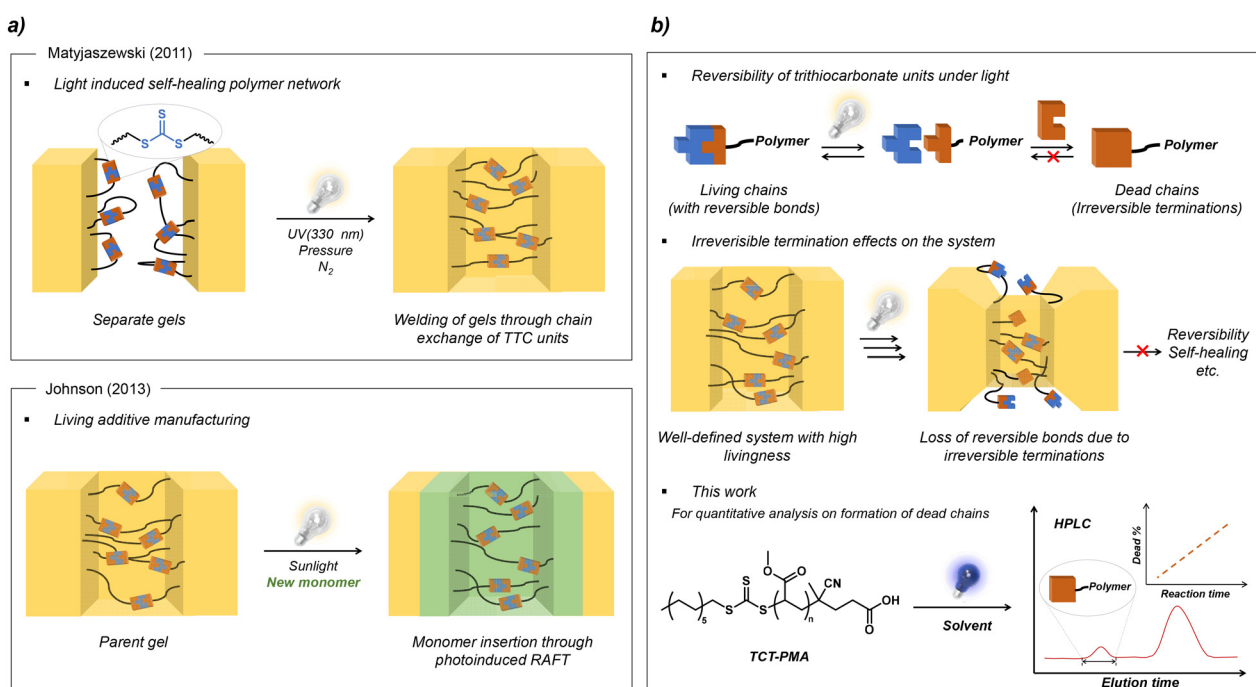 a)
Matyjaszewski (2011)
▪ Light induced self-healing polymer network
S
S S
UV(330 nm)
Pressure
N2
Separate gels
Welding of gels through chain
exchange of TTC units
Johnson (2013)
▪ Living additive manufacturing
Sunlight
New monomer
Parent gel
Monomer insertion through
photoinduced RAFT
b)
▪ Reversibility of trithiocarbonate units under light
Polymer
Polymer
Polymer
Living chains
(with reversible bonds)
Dead chains
(Irreversible terminations)
▪ Irreverisible termination effects on the system
Reversibility
Self-healing
etc.
Well-defined system with high
livingness
Loss of reversible bonds due to
irreversible terminations
▪ This work
For quantitative analysis on formation of dead chains
O O
S CN
5 S S n OH
O
TCT-PMA
Solvent
HPLC
Polymer
Dead %
Reaction time
Elution time